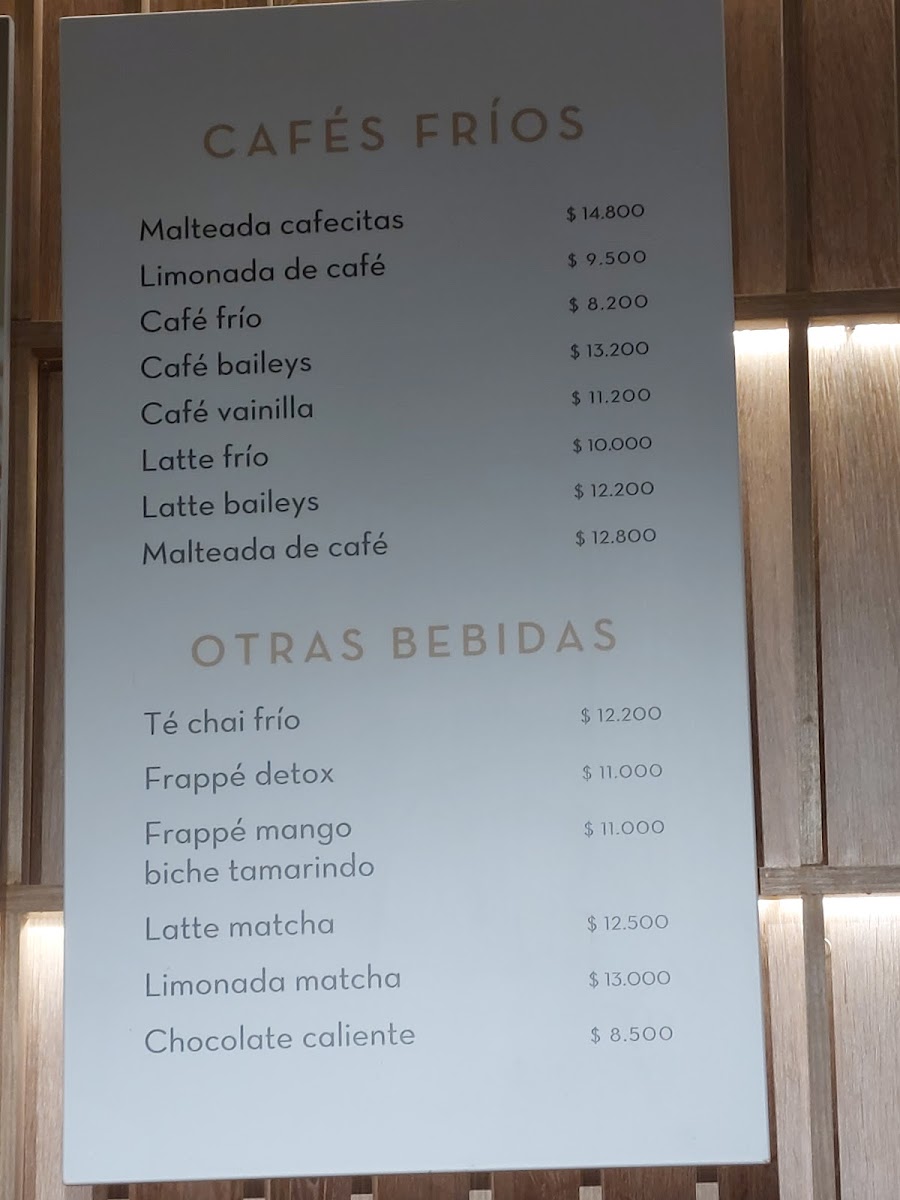 CAFÉS FRÍOS
Malteada cafecitas $ 14.800
Limonada de café $ 9.500
Café frío $ 8.200
Café baileys $ 13.200
Café vainilla $ 11.200
Latte frío $ 10.000
Latte baileys $ 12.200
Malteada de café $ 12.800
OTRAS BEBIDAS
Té chai frío $ 12.200
Frappé detox $ 11.000
Frappé mango $ 11.000
biche tamarindo
Latte matcha $ 12.500
Limonada matcha $ 13.000
Chocolate caliente $ 8.500